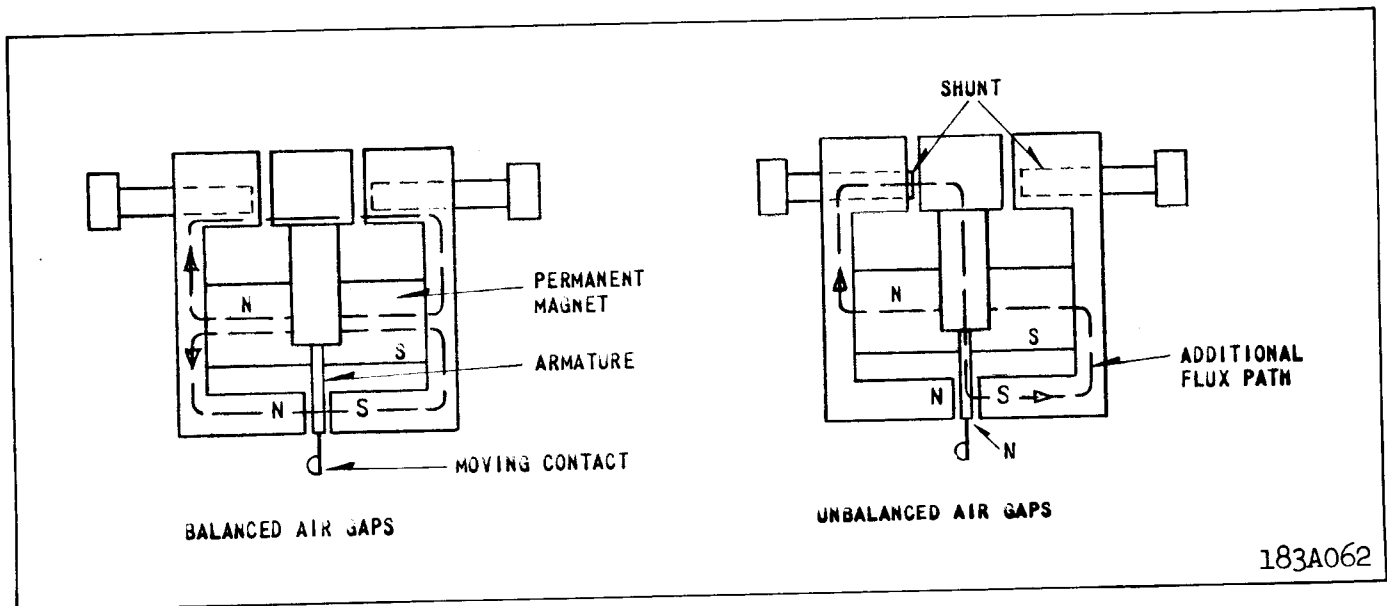 SHUNT
PERMANENT
MAGNET
ARMATURE
MOVING CONTACT
N
S
N
S
BALANCED AIR GAPS
N
S
ADDITIONAL
FLUX PATH
N
S
N
UNBALANCED AIR GAPS
183A062